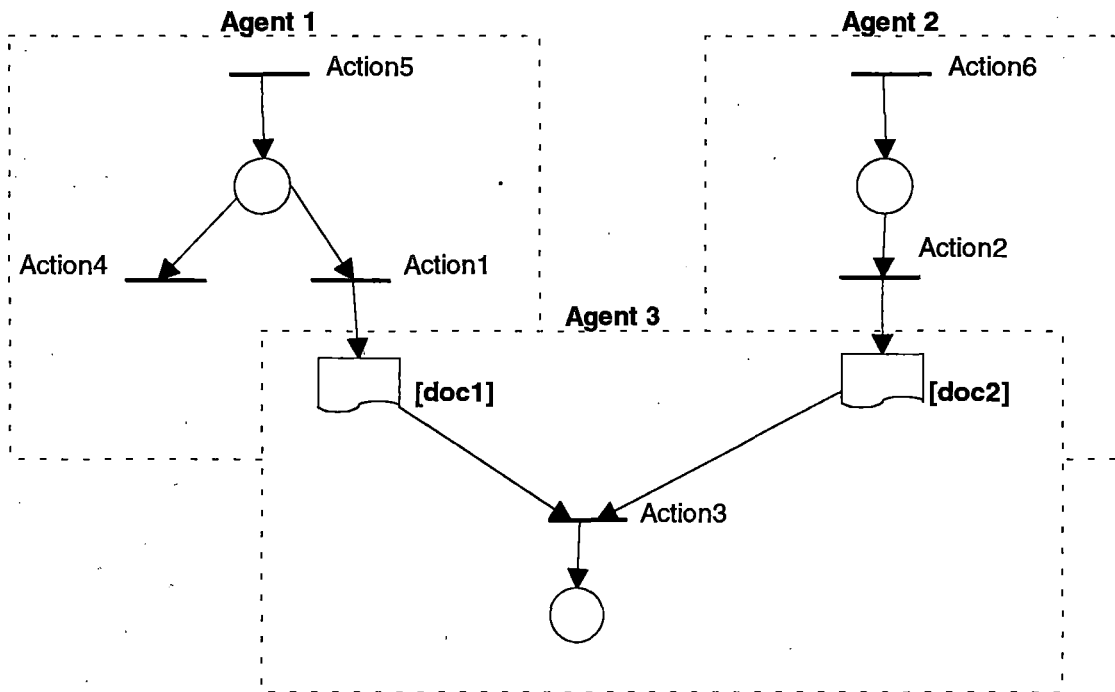 Agent 1
Agent 2
Action5
Action6
Action4
Action1
Action2
Agent 3
[doc1]
[doc2]
Action3